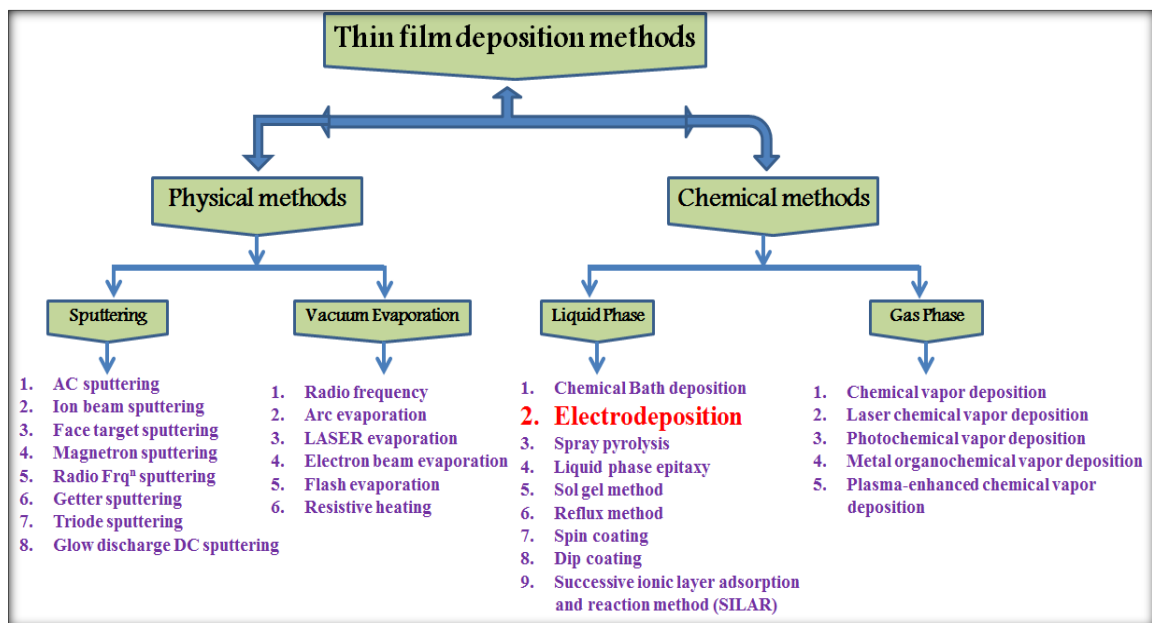 Thin film deposition methods
Physical methods
Chemical methods
Sputtering
Vacuum Evaporation
Liquid Phase
Gas Phase
1. AC sputtering
2. Ion beam sputtering
3. Face target sputtering
4. Magnetron sputtering
5. Radio Frqⁿ sputtering
6. Getter sputtering
7. Triode sputtering
8. Glow discharge DC sputtering
1. Radio frequency
2. Arc evaporation
3. LASER evaporation
4. Electron beam evaporation
5. Flash evaporation
6. Resistive heating
1. Chemical Bath deposition
2. Electrodeposition
3. Spray pyrolysis
4. Liquid phase epitaxy
5. Sol gel method
6. Reflux method
7. Spin coating
8. Dip coating
9. Successive ionic layer adsorption
and reaction method (SILAR)
1. Chemical vapor deposition
2. Laser chemical vapor deposition
3. Photochemical vapor deposition
4. Metal organochemical vapor deposition
5. Plasma-enhanced chemical vapor
deposition